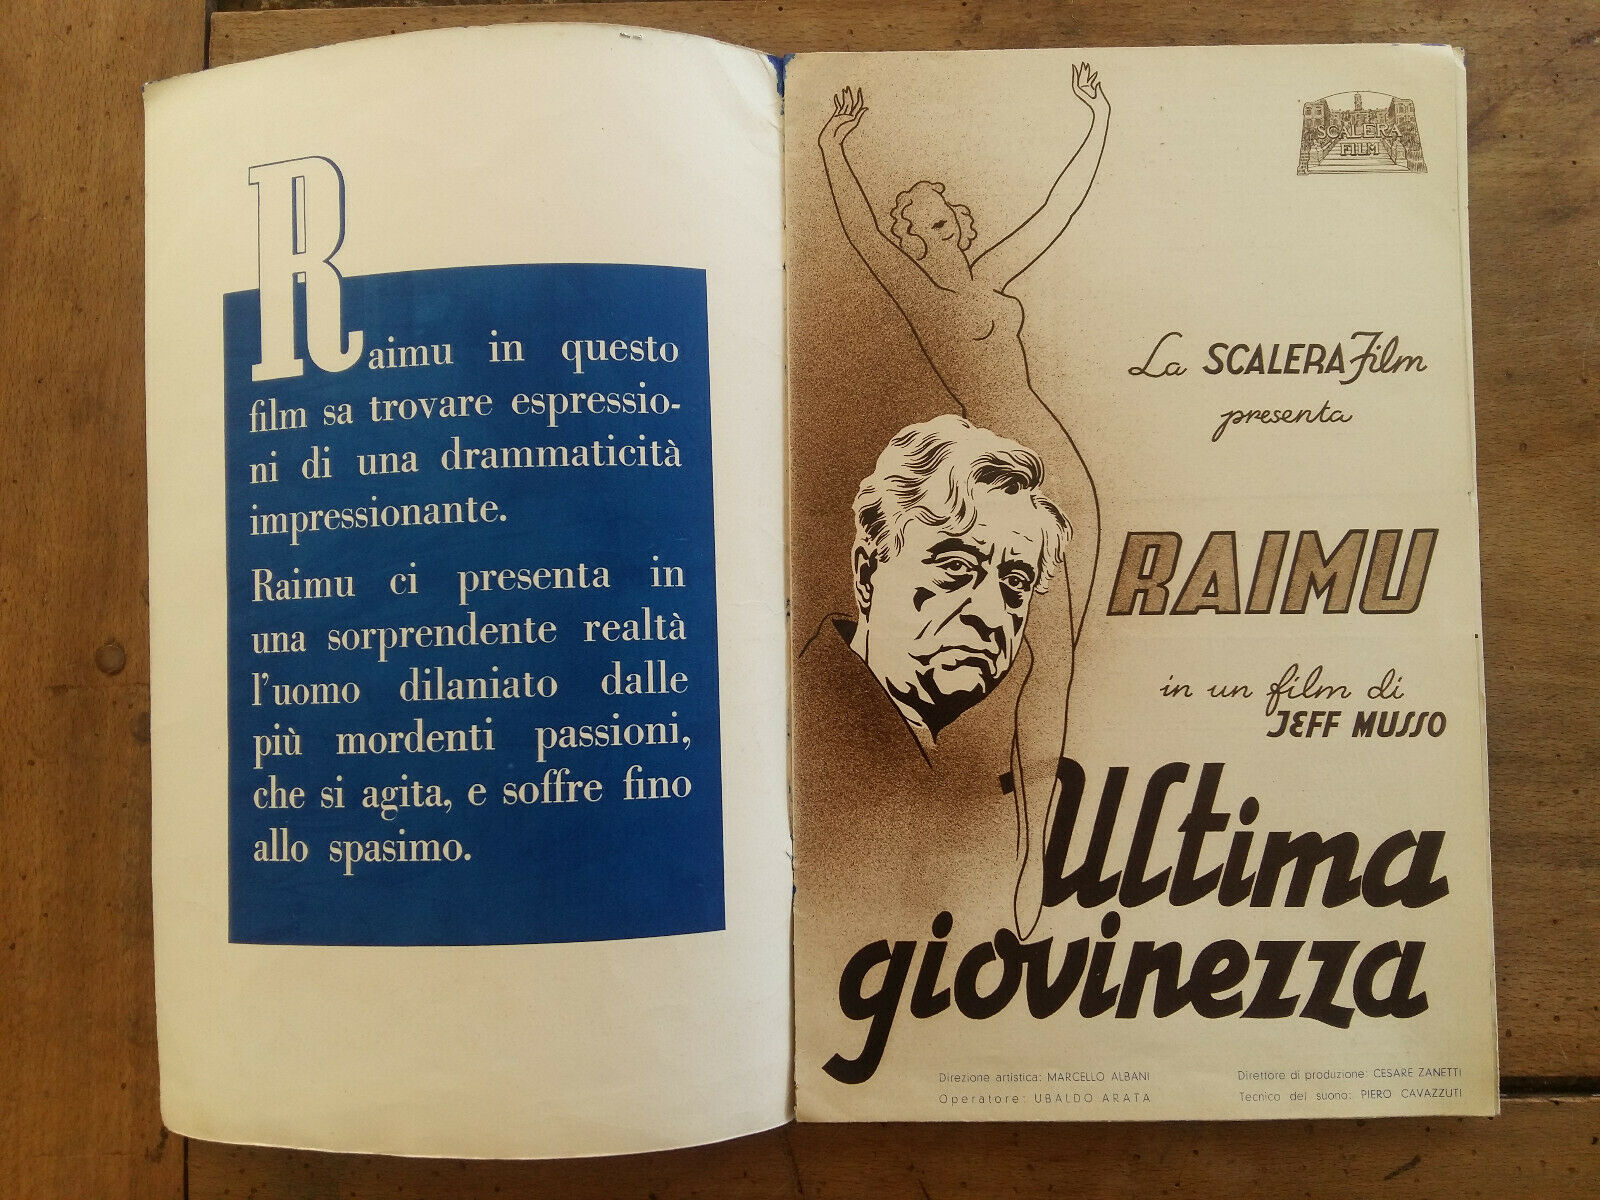 Raimu in questo
film sa trovare espressio-
ni di una drammaticità
impressionante.
Raimu ci presenta in
una sorprendente realtà
l'uomo dilaniato dalle
più mordenti passioni,
che si agita, e soffre fino
allo spasimo.
SCALERA
FILM
La SCALERA Film
presenta
RAIMU
in un film di
JEFF MUSSO
Ultima
giovinezza
Direzione artistica: MARCELLO ALBANI
Operatore: UBALDO ARATA
Direttore di produzione: CESARE ZANETTI
Tecnico del suono: PIERO CAVAZZUTI